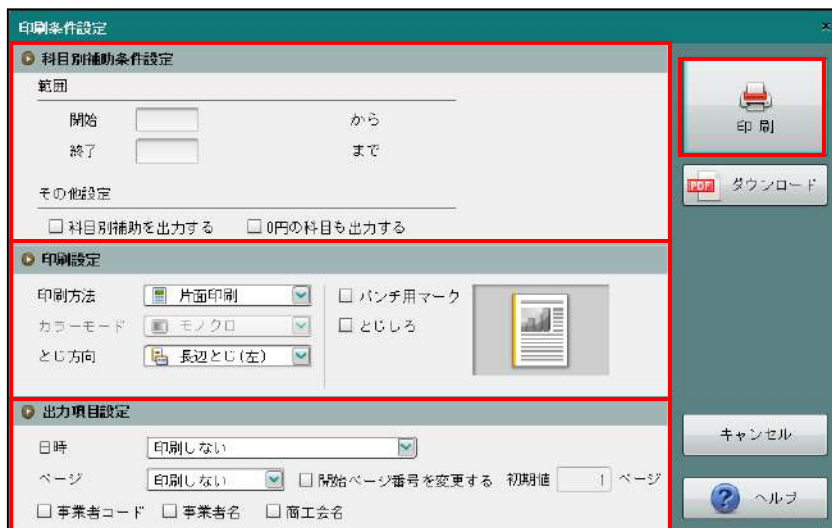 印刷条件設定 ×
科目別補助条件設定
範囲
開始 から
終了 まで
その他設定
科目別補助を出力する 0円の科目も出力する
印刷設定
印刷方法 片面印刷 パンチ用マーク
カラーモード モノクロ とじしろ
とじ方向 長辺とじ(左)
出力項目設定
日時 印刷しない
ページ 印刷しない 開始ページ番号を変更する 初期値 1 ページ
事業者コード 事業者名 商工会名
印刷
PDF ダウンロード
キャンセル
? ヘルプ